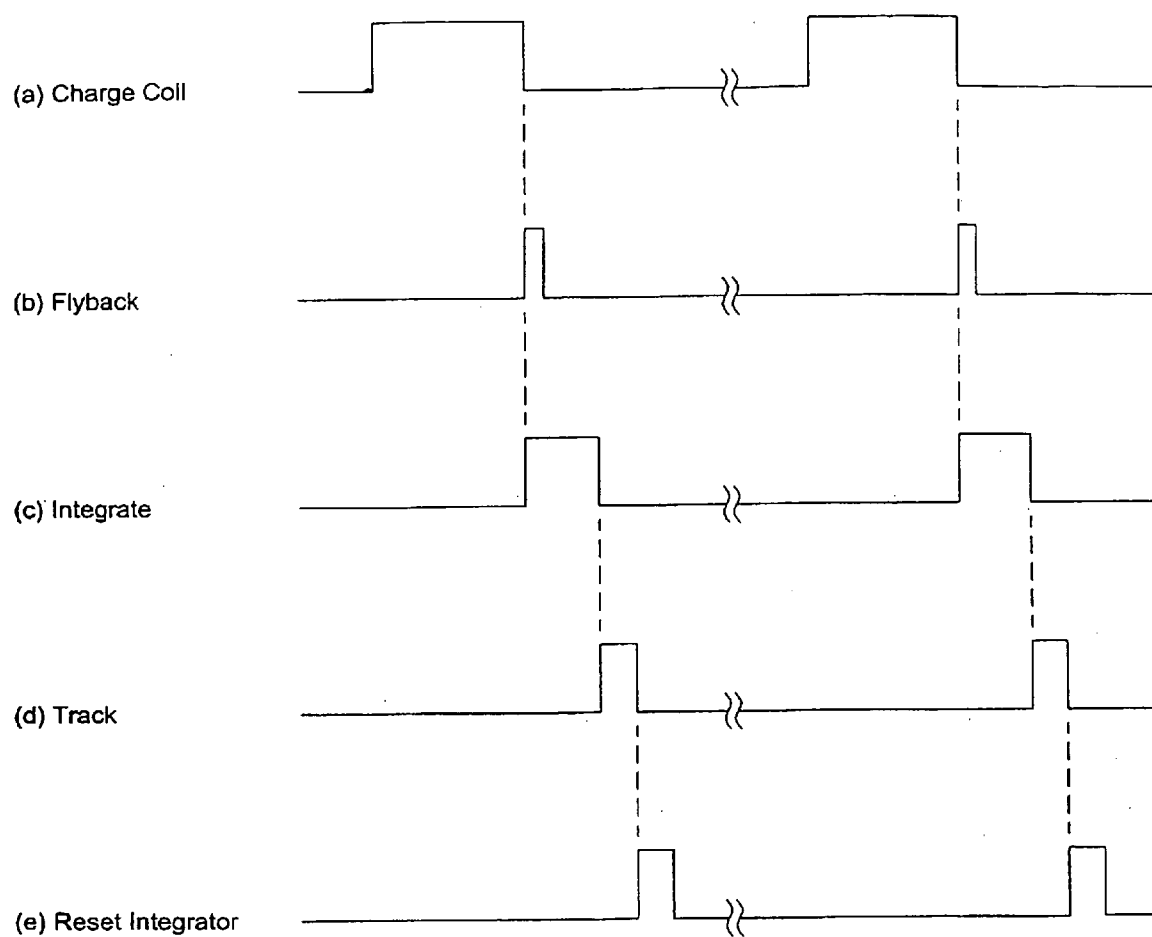 (a) Charge Coil
(b) Flyback
(c) Integrate
(d) Track
(e) Reset Integrator